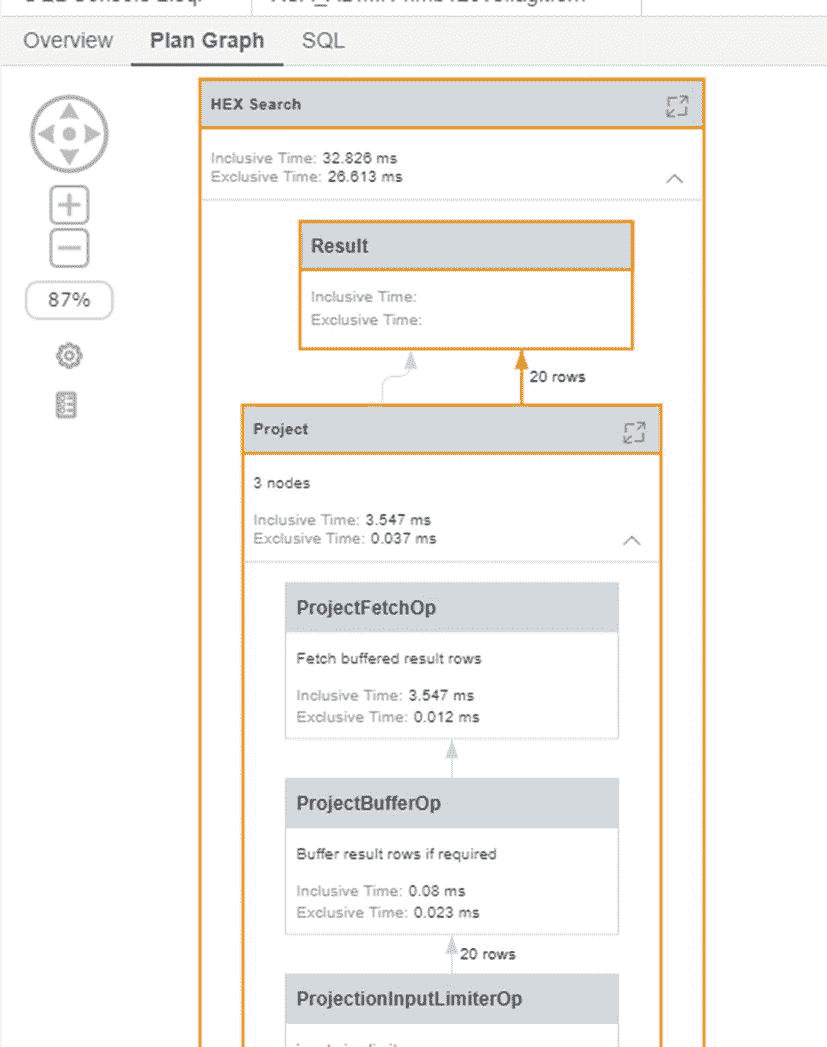 Overview Plan Graph SQL
HEX Search
Inclusive Time: 32.826 ms
Exclusive Time: 26.613 ms
Result
Inclusive Time:
Exclusive Time:
87%
20 rows
Project
3 nodes
Inclusive Time: 3.547 ms
Exclusive Time: 0.037 ms
ProjectFetchOp
Fetch buffered result rows
Inclusive Time: 3.547 ms
Exclusive Time: 0.012 ms
ProjectBufferOp
Buffer result rows if required
Inclusive Time: 0.08 ms
Exclusive Time: 0.023 ms
20 rows
ProjectionInputLimiterOp